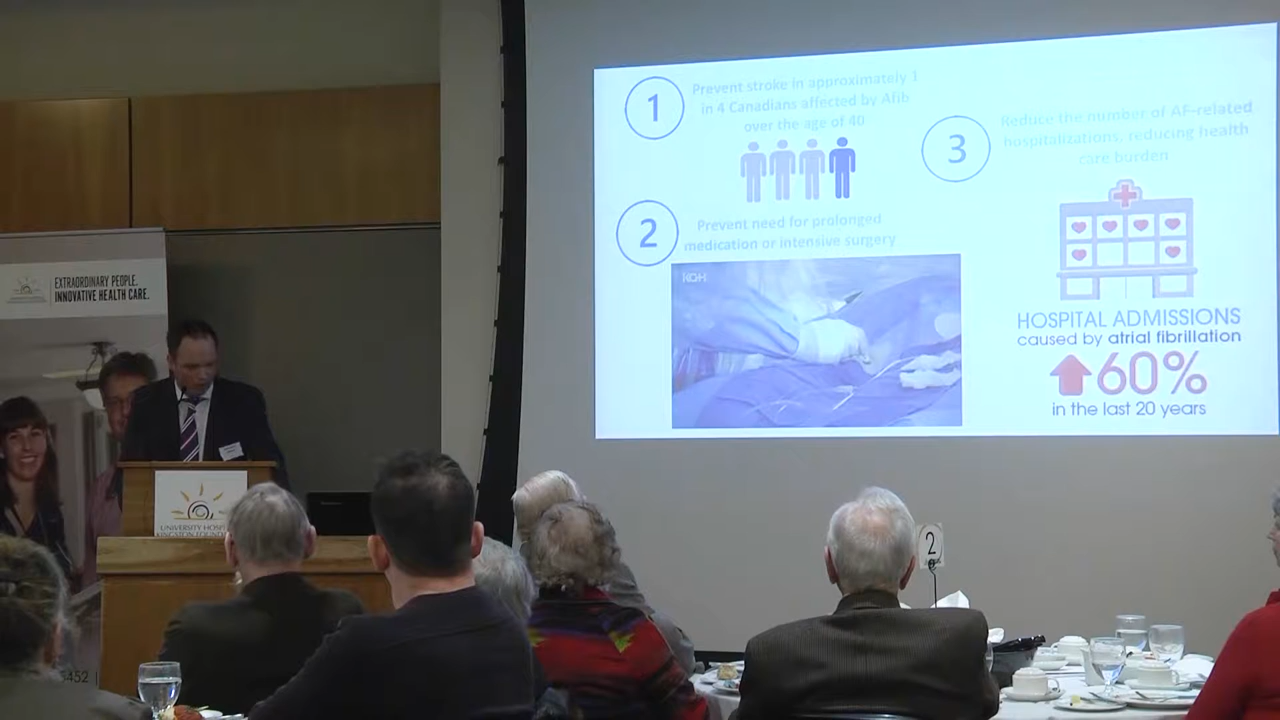 1
Prevent stroke in approximately 1
in 4 Canadians affected by Afib
over the age of 40
2
Prevent need for prolonged
medication or intensive surgery
KGH
3
Reduce the number of AF-related
hospitalizations, reducing health
care burden
HOSPITAL ADMISSIONS
caused by atrial fibrillation
60%
in the last 20 years
EXTRAORDINARY PEOPLE.
INNOVATIVE HEALTH CARE.
UNIVERSITY HOSPI
2
5452